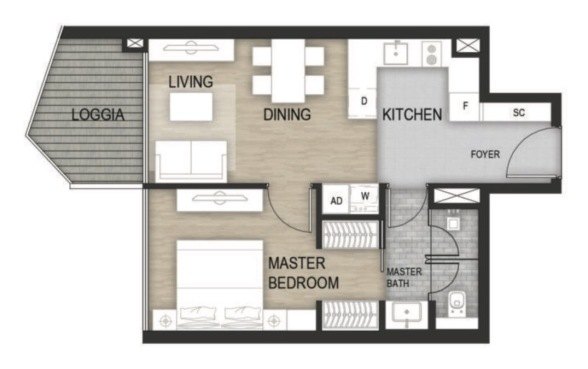 LIVING
LOGGIA
DINING
D
KITCHEN
F
SC
FOYER
AD
W
MASTER
BEDROOM
MASTER
BATH